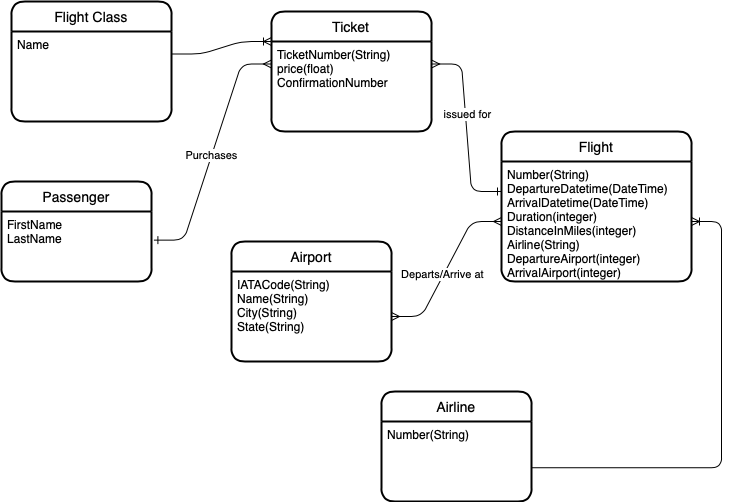 Flight Class
Name
Ticket
TicketNumber(String)
price(float)
ConfirmationNumber
issued for
Purchases
Flight
Number(String)
DepartureDatetime(DateTime)
ArrivalDatetime(DateTime)
Duration(integer)
DistanceInMiles(integer)
Airline(String)
DepartureAirport(integer)
ArrivalAirport(integer)
Passenger
FirstName
LastName
Airport
IATACode(String)
Name(String)
City(String)
State(String)
Departs/Arrive at
Airline
Number(String)